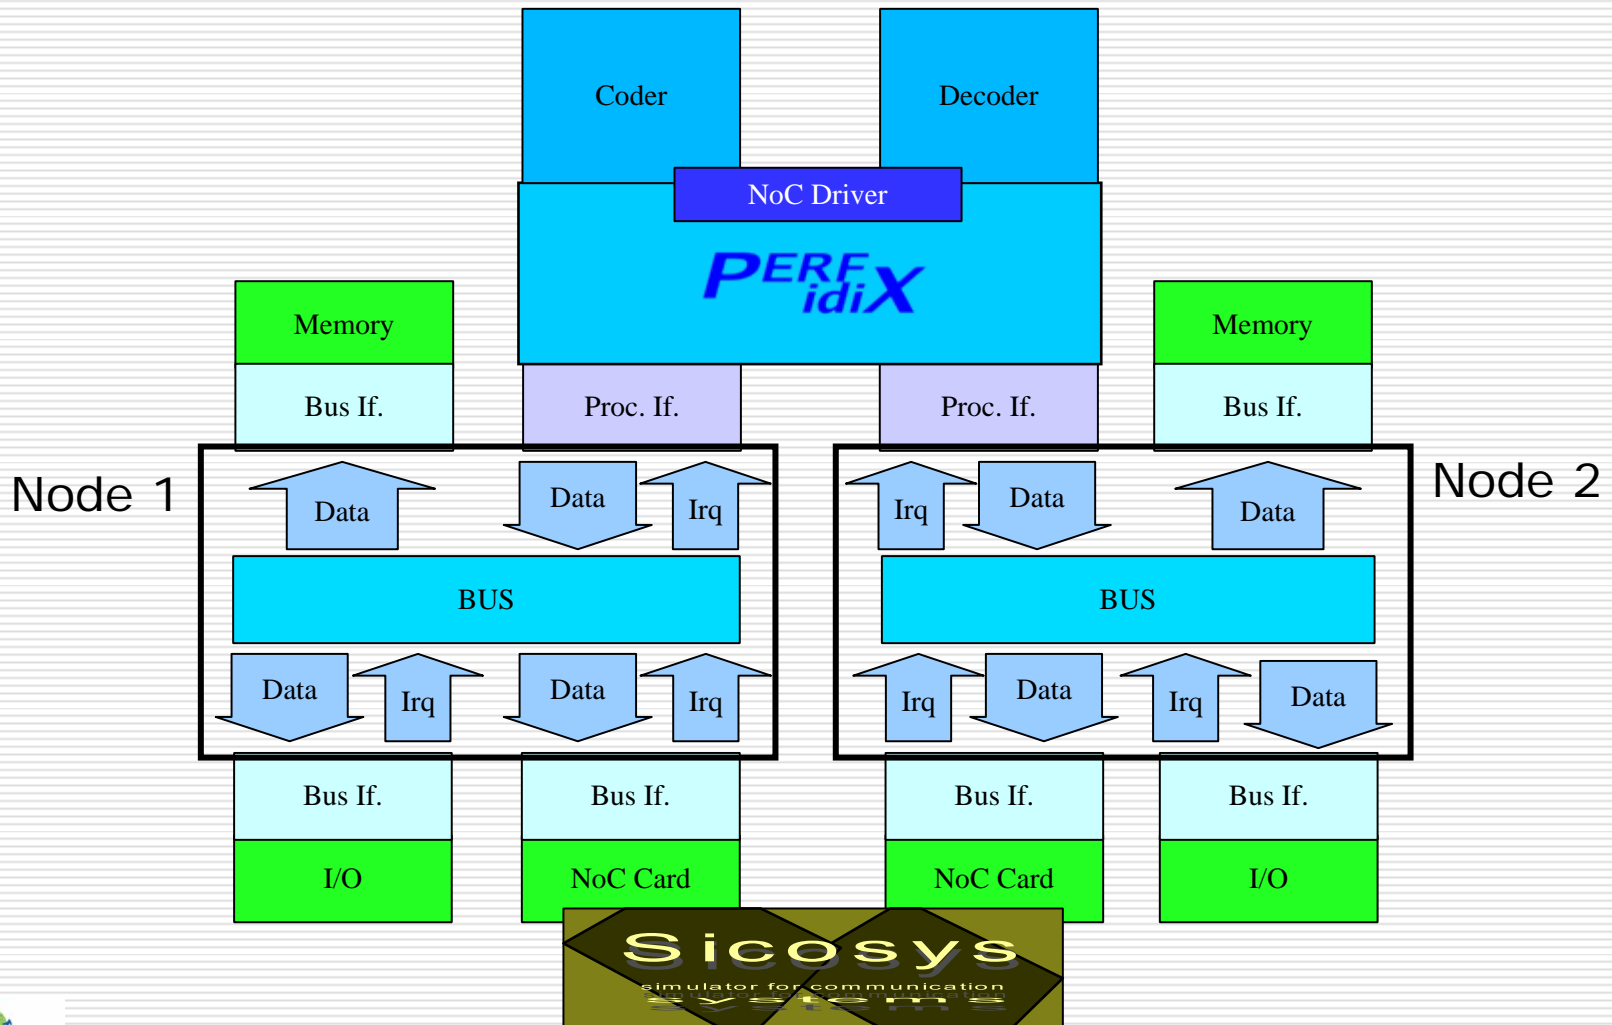 Coder
Decoder
NoC Driver
PERF
idiX
Memory
Memory
Bus If.
Proc. If.
Proc. If.
Bus If.
Node 1
Node 2
Data
Data
Irq
Irq
Data
Data
BUS
BUS
Data
Irq
Data
Irq
Irq
Data
Irq
Data
Bus If.
Bus If.
Bus If.
Bus If.
I/O
NoC Card
NoC Card
I/O
Sicosys
simulator for communication
systems